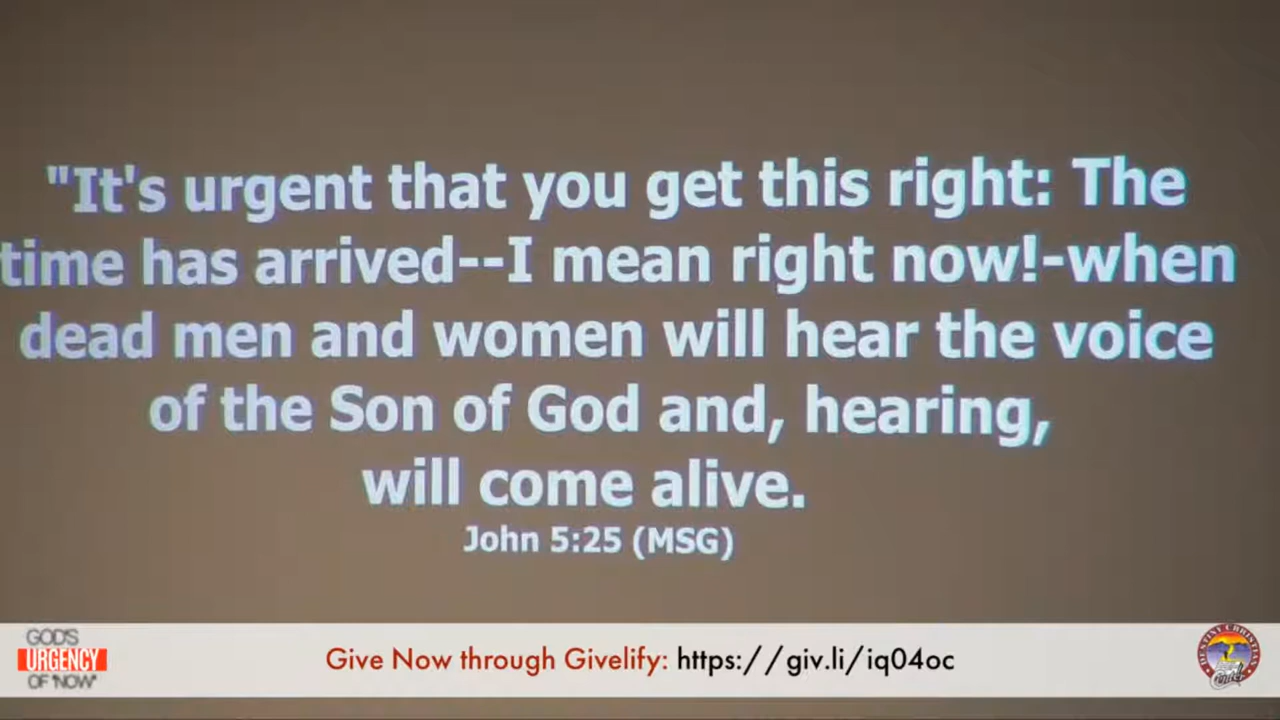 "It's urgent that you get this right: The
time has arrived--I mean right now!-when
dead men and women will hear the voice
of the Son of God and, hearing,
will come alive.
John 5:25 (MSG)
GOD'S
URGENCY
OF "NOW"
Give Now through Givelify: https://giv.li/iq04oc
DESTINY CHRISTIAN